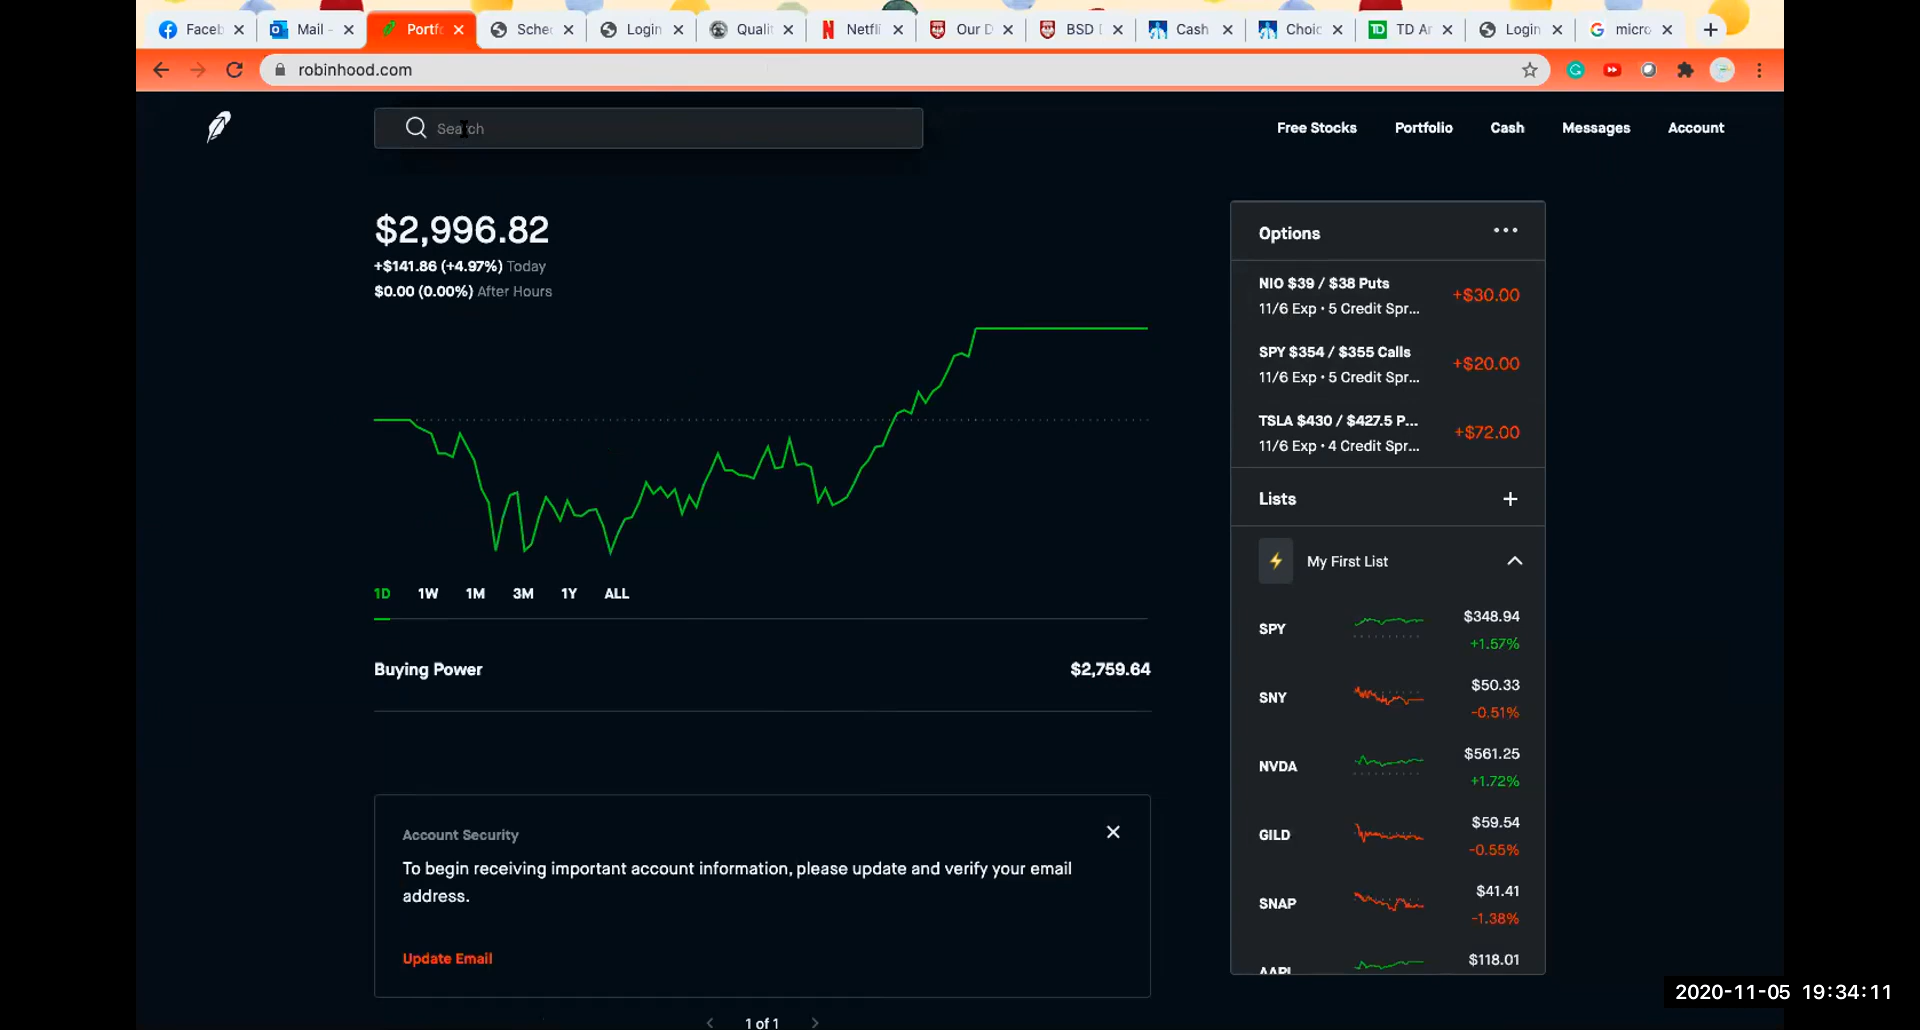 Faceb
Mail -
Portfo
Sche
Login
Quali
Netfli
Our D
BSD
Cash
Choic
TD Ar
Login
micro
robinhood.com
Search
Free Stocks
Portfolio
Cash
Messages
Account
$2,996.82
+$141.86 (+4.97%) Today
$0.00 (0.00%) After Hours
1D 1W 1M 3M 1Y ALL
Buying Power $2,759.64
Account Security
To begin receiving important account information, please update and verify your email
address.
Update Email
1 of 1
Options
NIO $39 / $38 Puts
11/6 Exp • 5 Credit Spr...
+$30.00
SPY $354 / $355 Calls
11/6 Exp • 5 Credit Spr...
+$20.00
TSLA $430 / $427.5 P...
11/6 Exp • 4 Credit Spr...
+$72.00
Lists
My First List
SPY
$348.94
+1.57%
SNY
$50.33
-0.51%
NVDA
$561.25
+1.72%
GILD
$59.54
-0.55%
SNAP
$41.41
-1.38%
AAPL
$118.01
2020-11-05 19:34:11